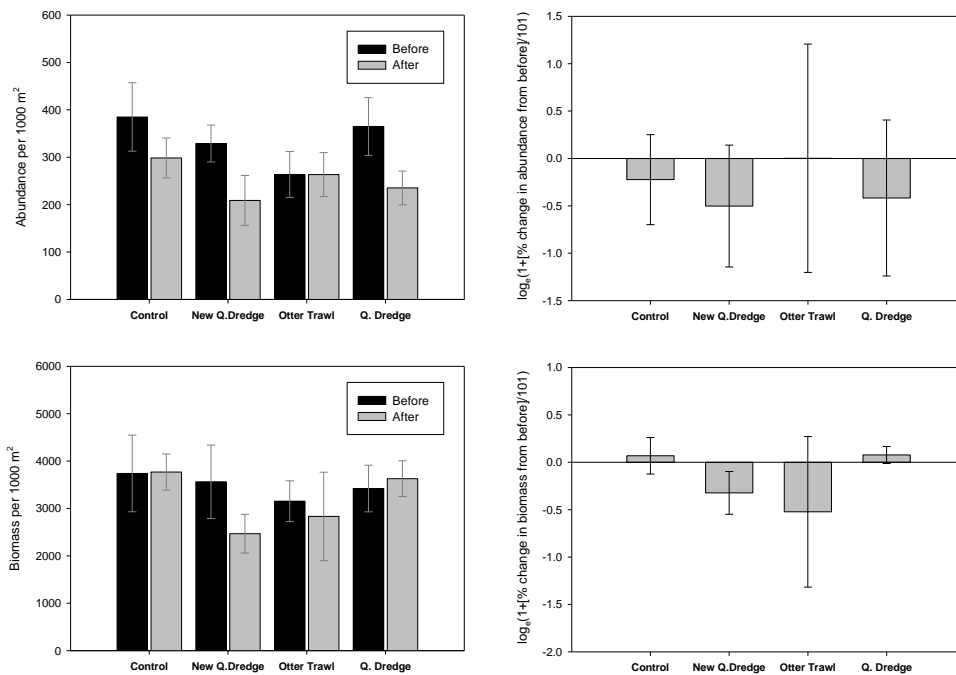 600
500
400
300
200
100
0
Abundance per 1000 m²
Before
After
Control
New Q.Dredge
Otter Trawl
Q. Dredge
1.5
1.0
0.5
0.0
-0.5
-1.0
-1.5
logₑ(1+[% change in abundance from before]/101)
Control
New Q.Dredge
Otter Trawl
Q. Dredge
6000
5000
4000
3000
2000
1000
0
Biomass per 1000 m²
Before
After
Control
New Q.Dredge
Otter Trawl
Q. Dredge
1.0
0.5
0.0
-0.5
-1.0
-1.5
-2.0
logₑ(1+[% change in biomass from before]/101)
Control
New Q.Dredge
Otter Trawl
Q. Dredge